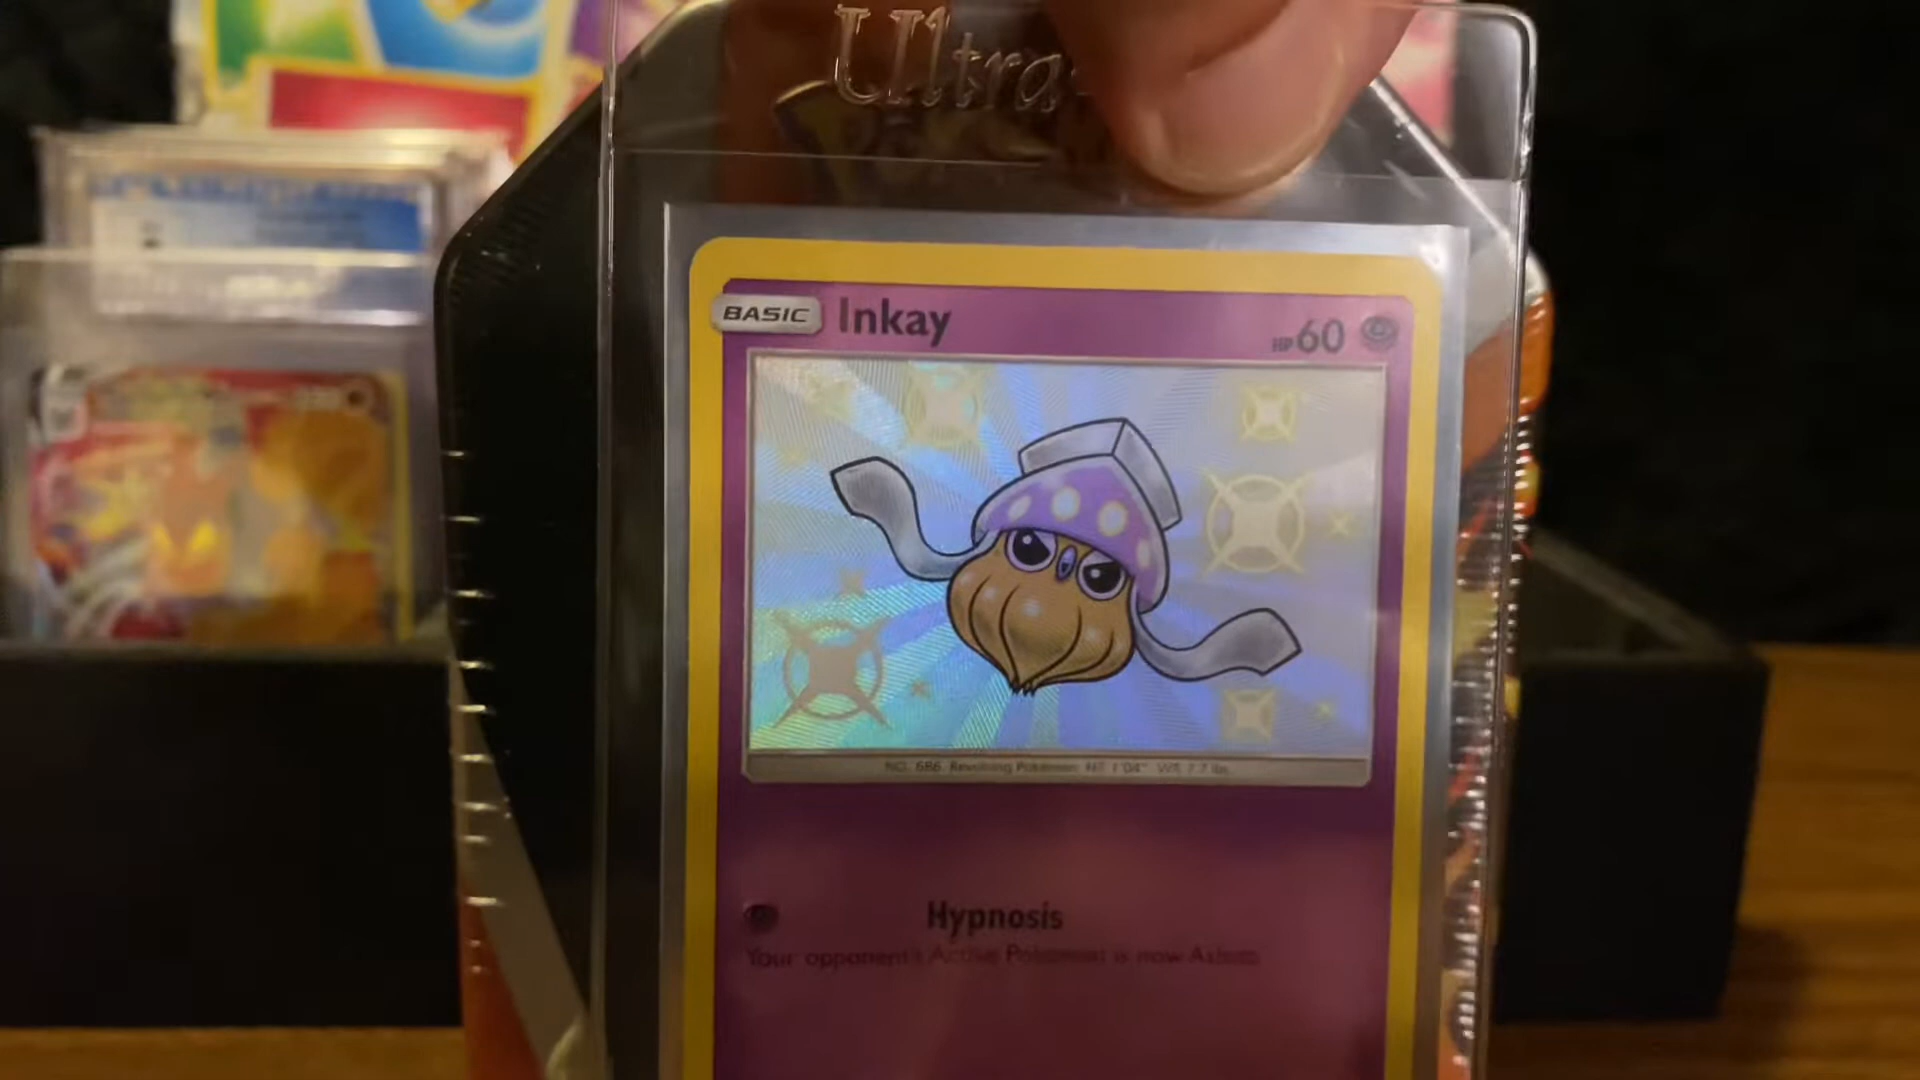 Ultra
BASIC Inkay HP60
NO. 686 Revolving Pokémon HT: 1'04" WT: 7.7 lbs.
Hypnosis
Your opponent's Active Pokémon is now Asleep.